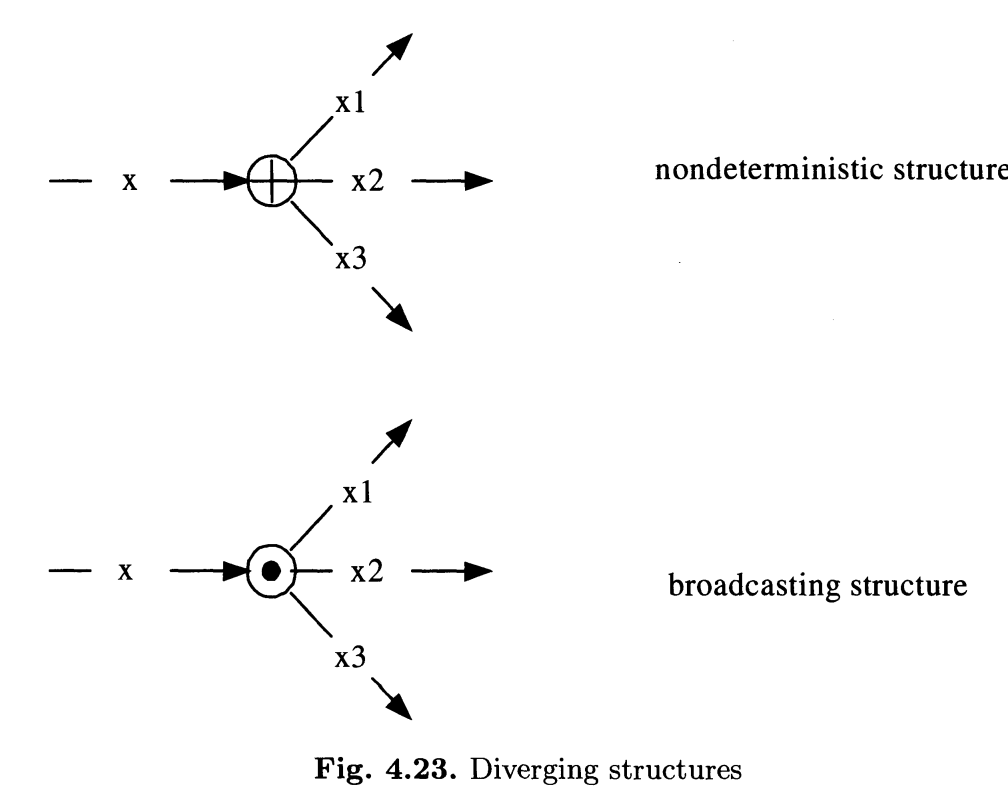 x1
x
x2
nondeterministic structure
x3
x1
x
x2
broadcasting structure
x3
Fig. 4.23. Diverging structures